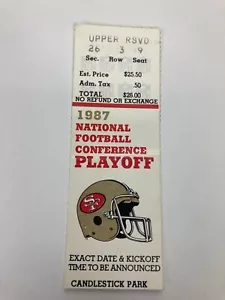 UPPER RSVD
26 3 9
Sec. Row Seat
Est. Price $25.50
Adm. Tax .50
TOTAL $26.00
NO REFUND OR EXCHANGE
1987
NATIONAL
FOOTBALL
CONFERENCE
PLAYOFF
SF
EXACT DATE & KICKOFF
TIME TO BE ANNOUNCED
CANDLESTICK PARK